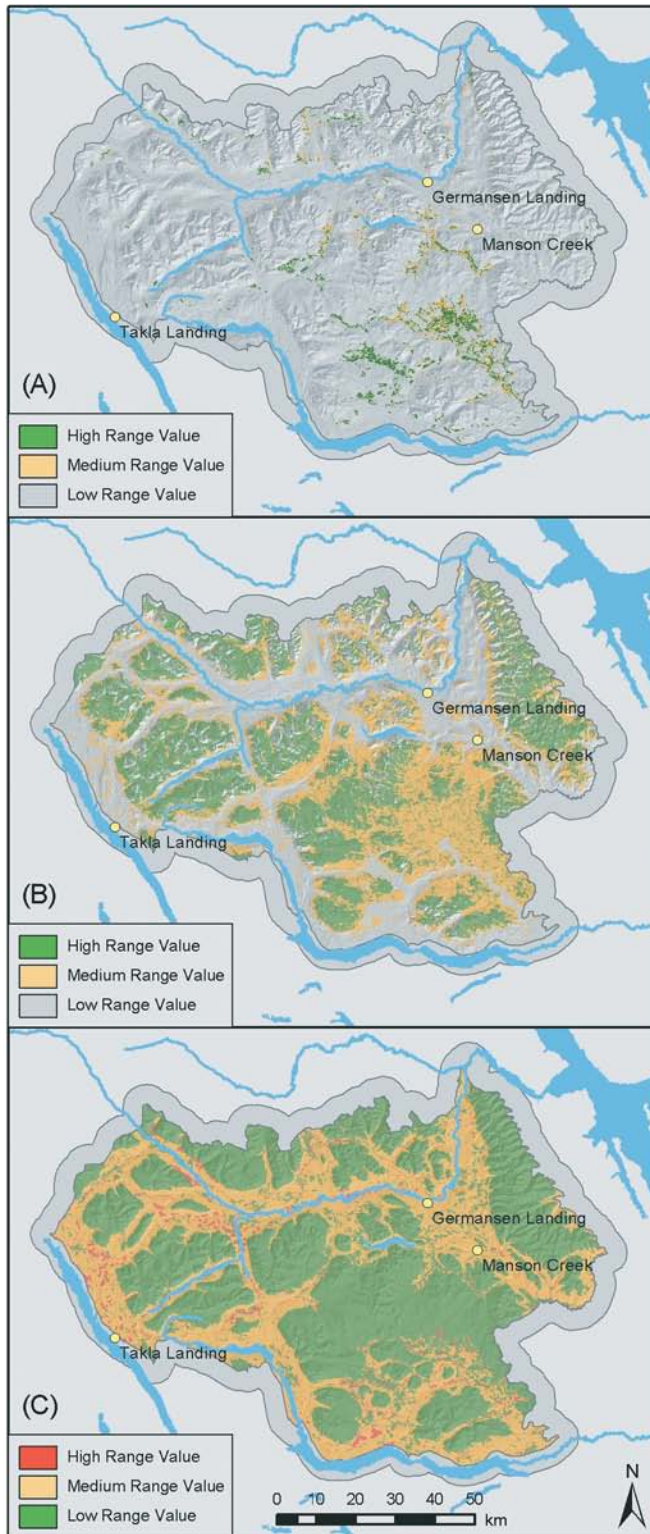 Germansen Landing
Manson Creek
Takla Landing
(A)
High Range Value
Medium Range Value
Low Range Value
Germansen Landing
Manson Creek
Takla Landing
(B)
High Range Value
Medium Range Value
Low Range Value
Germansen Landing
Manson Creek
Takla Landing
(C)
High Range Value
Medium Range Value
Low Range Value
0 10 20 30 40 50
km
N